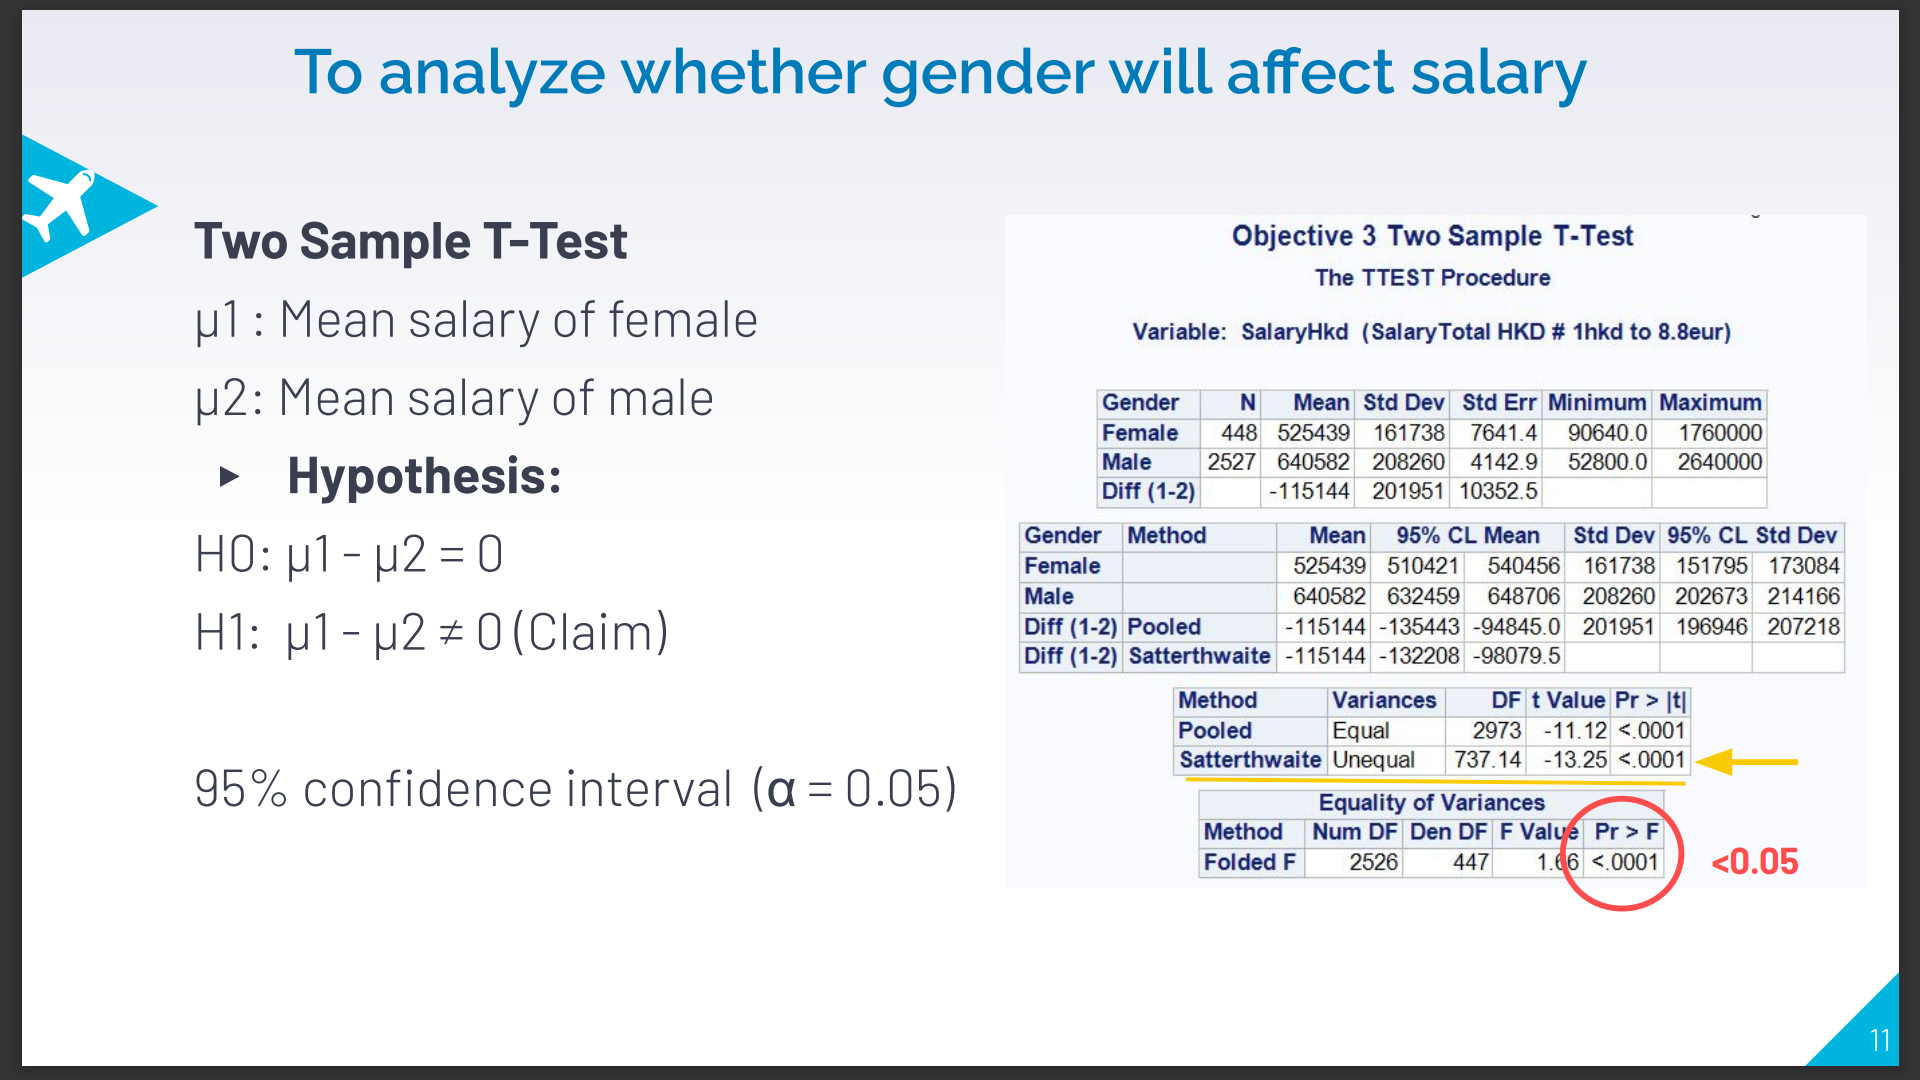 To analyze whether gender will affect salary
Two Sample T-Test
µ1 : Mean salary of female
µ2: Mean salary of male
▸ Hypothesis:
H0: µ1 - µ2 = 0
H1: µ1 - µ2 ≠ 0 (Claim)
95% confidence interval (α = 0.05)
Objective 3 Two Sample T-Test
The TTEST Procedure
Variable: SalaryHkd (SalaryTotal HKD # 1hkd to 8.8eur)
Gender N Mean Std Dev Std Err Minimum Maximum
Female 448 525439 161738 7641.4 90640.0 1760000
Male 2527 640582 208260 4142.9 52800.0 2640000
Diff (1-2) -115144 201951 10352.5
Gender Method Mean 95% CL Mean Std Dev 95% CL Std Dev
Female 525439 510421 540456 161738 151795 173084
Male 640582 632459 648706 208260 202673 214166
Diff (1-2) Pooled -115144 -135443 -94845.0 201951 196946 207218
Diff (1-2) Satterthwaite -115144 -132208 -98079.5
Method Variances DF t Value Pr > |t|
Pooled Equal 2973 -11.12 <.0001
Satterthwaite Unequal 737.14 -13.25 <.0001
Equality of Variances
Method Num DF Den DF F Value Pr > F
Folded F 2526 447 1.66 <.0001
<0.05
11